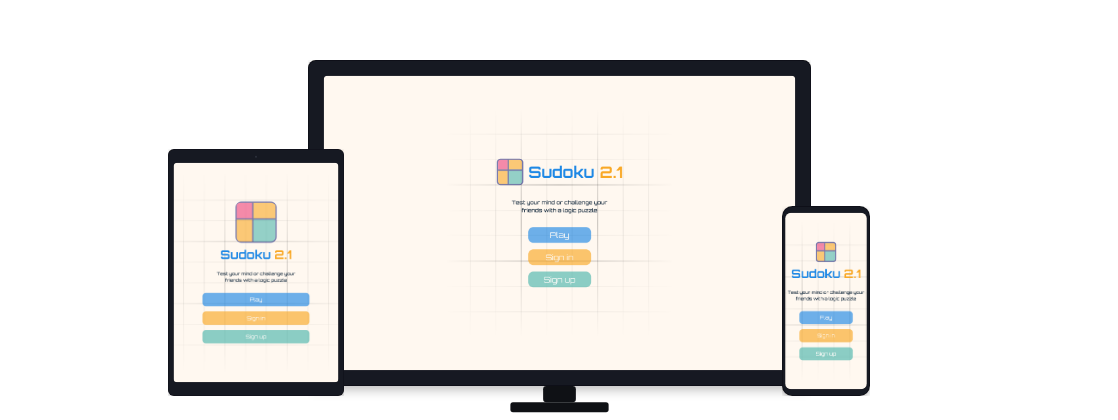 Sudoku 2.1
Test your mind or challenge your
friends with a logic puzzle
Play
Sign in
Sign up
Sudoku 2.1
Test your mind or challenge your
friends with a logic puzzle
Play
Sign in
Sign up
Sudoku 2.1
Test your mind or challenge your
friends with a logic puzzle
Play
Sign in
Sign up